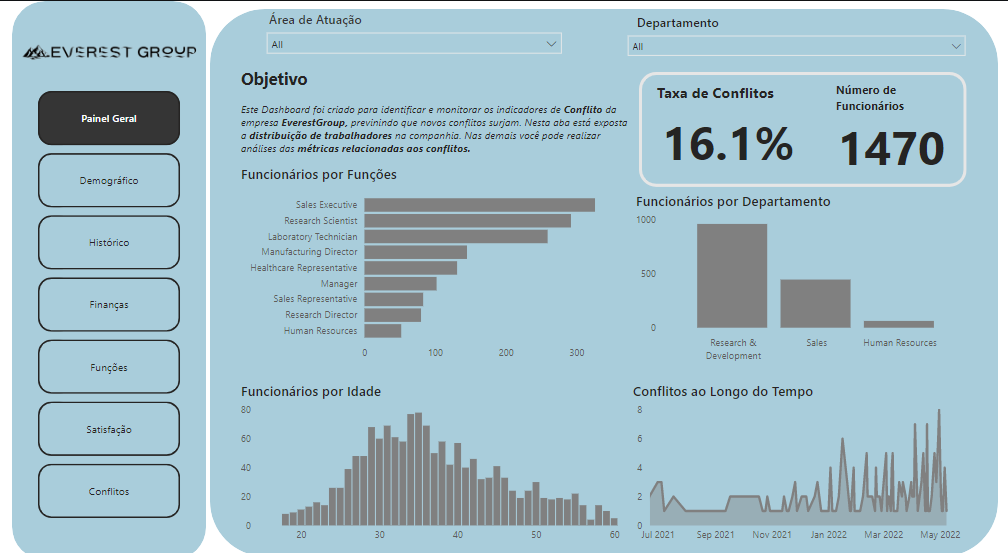 EVEREST GROUP
Painel Geral
Demográfico
Histórico
Finanças
Funções
Satisfação
Conflitos
Área de Atuação
All
Departamento
All
Objetivo
Este Dashboard foi criado para identificar e monitorar os indicadores de Conflito da
empresa EverestGroup, previnindo que novos conflitos surjam. Nesta aba está exposta
a distribuição de trabalhadores na companhia. Nas demais você pode realizar
análises das métricas relacionadas aos conflitos.
Taxa de Conflitos
16.1%
Número de
Funcionários
1470
Funcionários por Funções
Sales Executive
Research Scientist
Laboratory Technician
Manufacturing Director
Healthcare Representative
Manager
Sales Representative
Research Director
Human Resources
0 100 200 300
Funcionários por Departamento
1000
500
0
Research &
Development
Sales
Human Resources
Funcionários por Idade
80
60
40
20
0
20 30 40 50 60
Conflitos ao Longo do Tempo
8
6
4
2
0
Jul 2021 Sep 2021 Nov 2021 Jan 2022 Mar 2022 May 2022